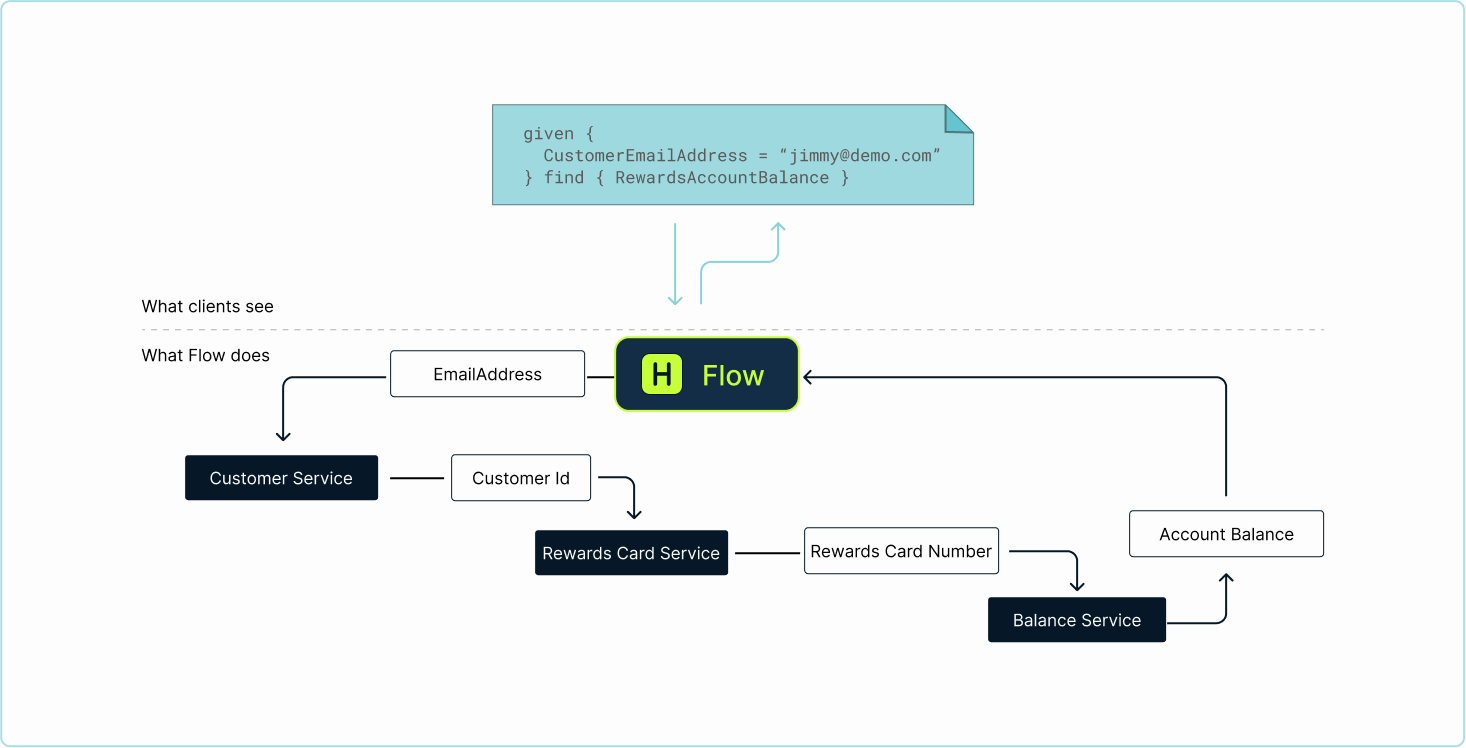 given {
CustomerEmailAddress = “jimmy@demo.com”
} find { RewardsAccountBalance }
What clients see
What Flow does
EmailAddress
H Flow
Customer Service
Customer Id
Rewards Card Service
Rewards Card Number
Account Balance
Balance Service